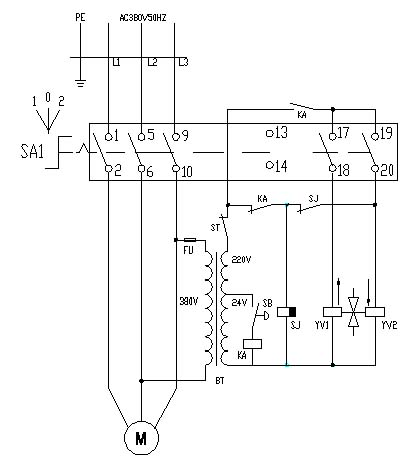 PE AC380V50HZ
L1 L2 L3
1 0 2
KA
1 5 9 13 17 19
SA1
14
2 6 10 18 20
KA SJ
ST
FU
220V
380V 24V SB
SJ YV1 YV2
KA
BT
M